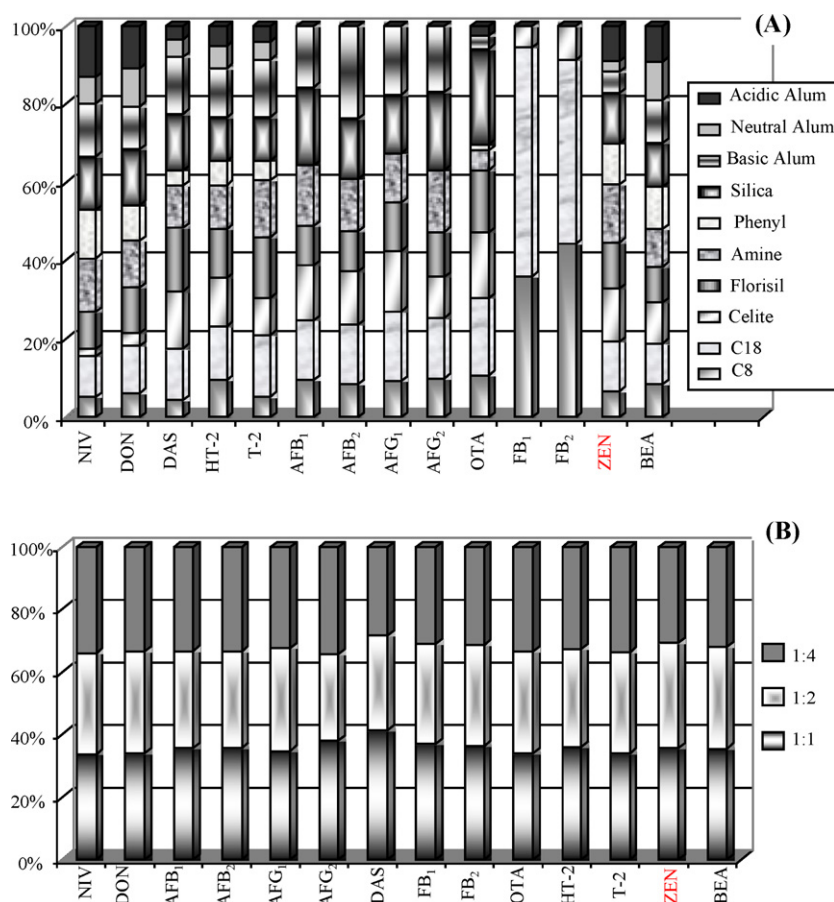 (A)
100%
80%
60%
40%
20%
0%
NIV
DON
DAS
HT-2
T-2
AFB₁
AFB₂
AFG₁
AFG₂
OTA
FB₁
FB₂
ZEN
BEA
Acidic Alum
Neutral Alum
Basic Alum
Silica
Phenyl
Amine
Florisil
Celite
C18
C8
(B)
100%
80%
60%
40%
20%
0%
NIV
DON
AFB₁
AFB₂
AFG₁
AFG₂
DAS
FB₁
FB₂
OTA
HT-2
T-2
ZEN
BEA
1:4
1:2
1:1